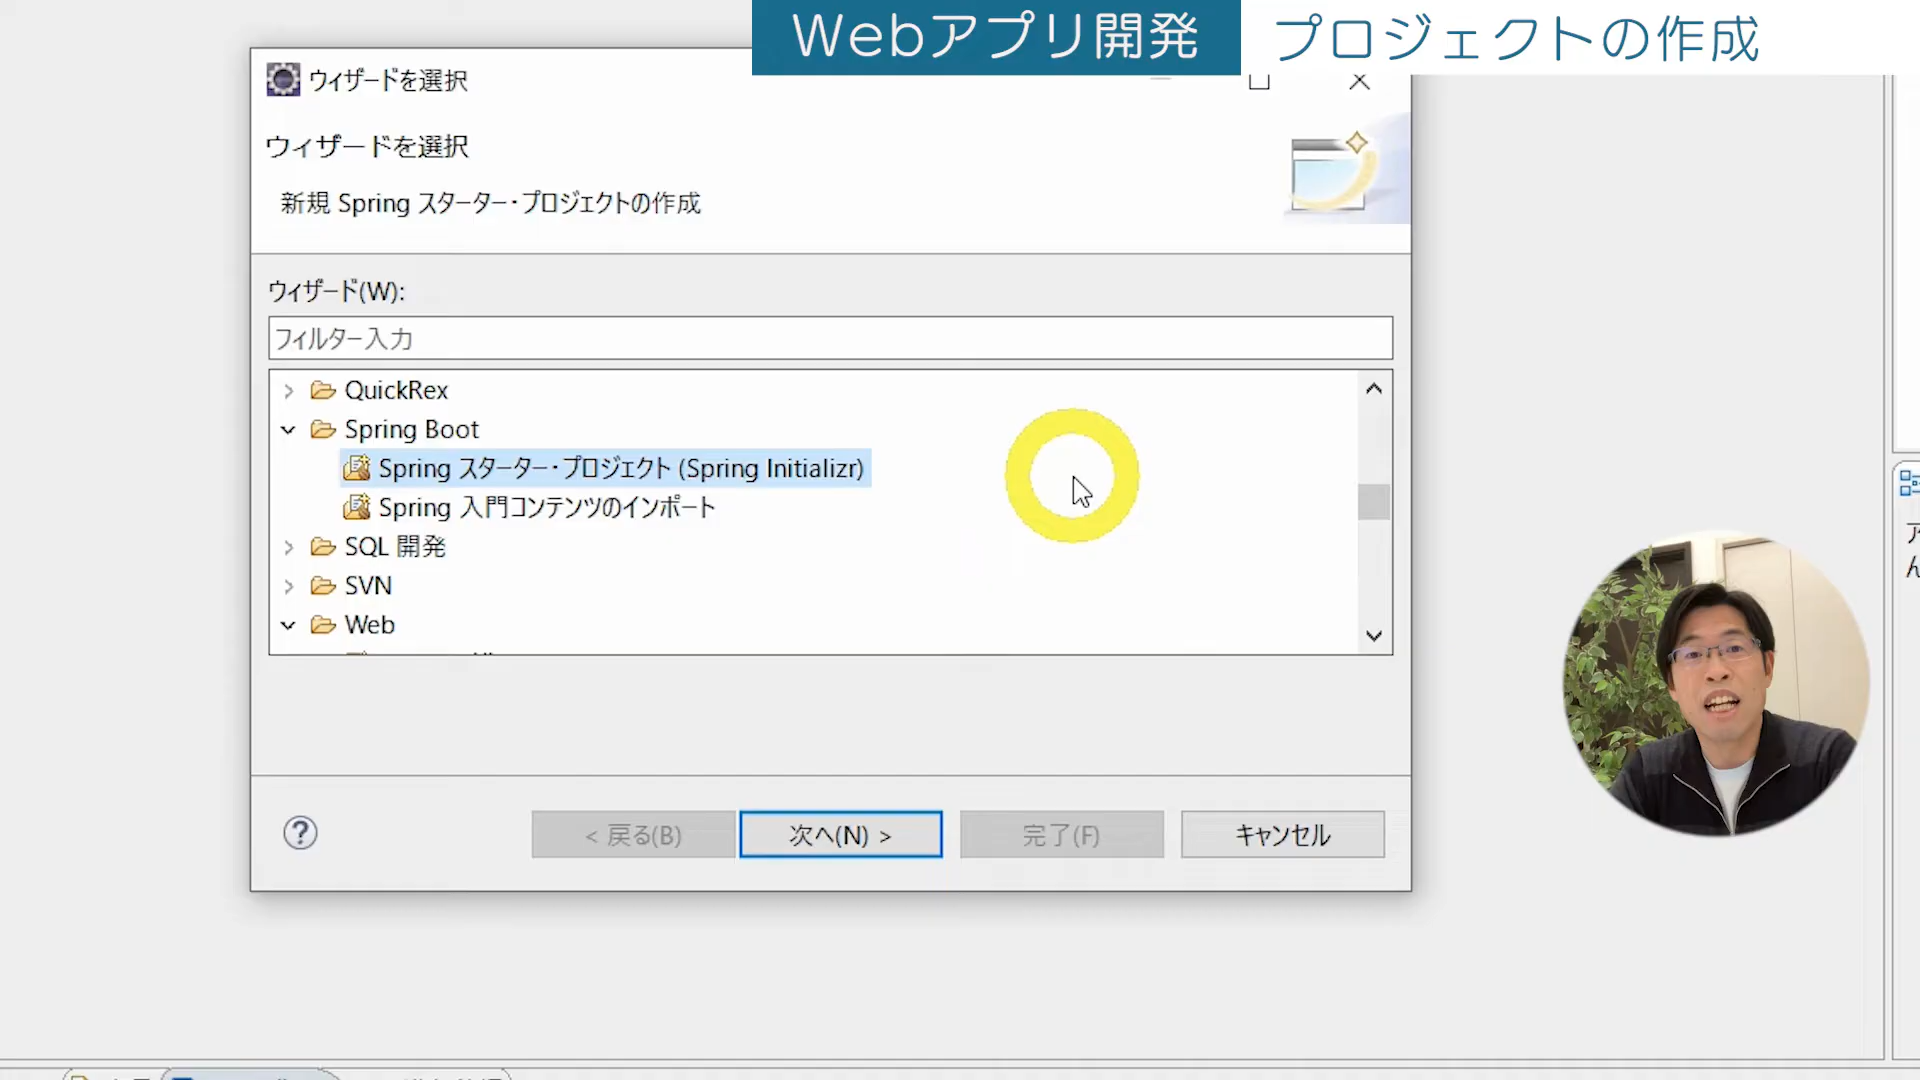 Webアプリ開発 プロジェクトの作成
ウィザードを選択
ウィザードを選択
新規 Spring スターター・プロジェクトの作成
ウィザード(W):
フィルター入力
QuickRex
Spring Boot
Spring スターター・プロジェクト (Spring Initializr)
Spring 入門コンテンツのインポート
SQL 開発
SVN
Web
< 戻る(B) 次へ(N) > 完了(F) キャンセル